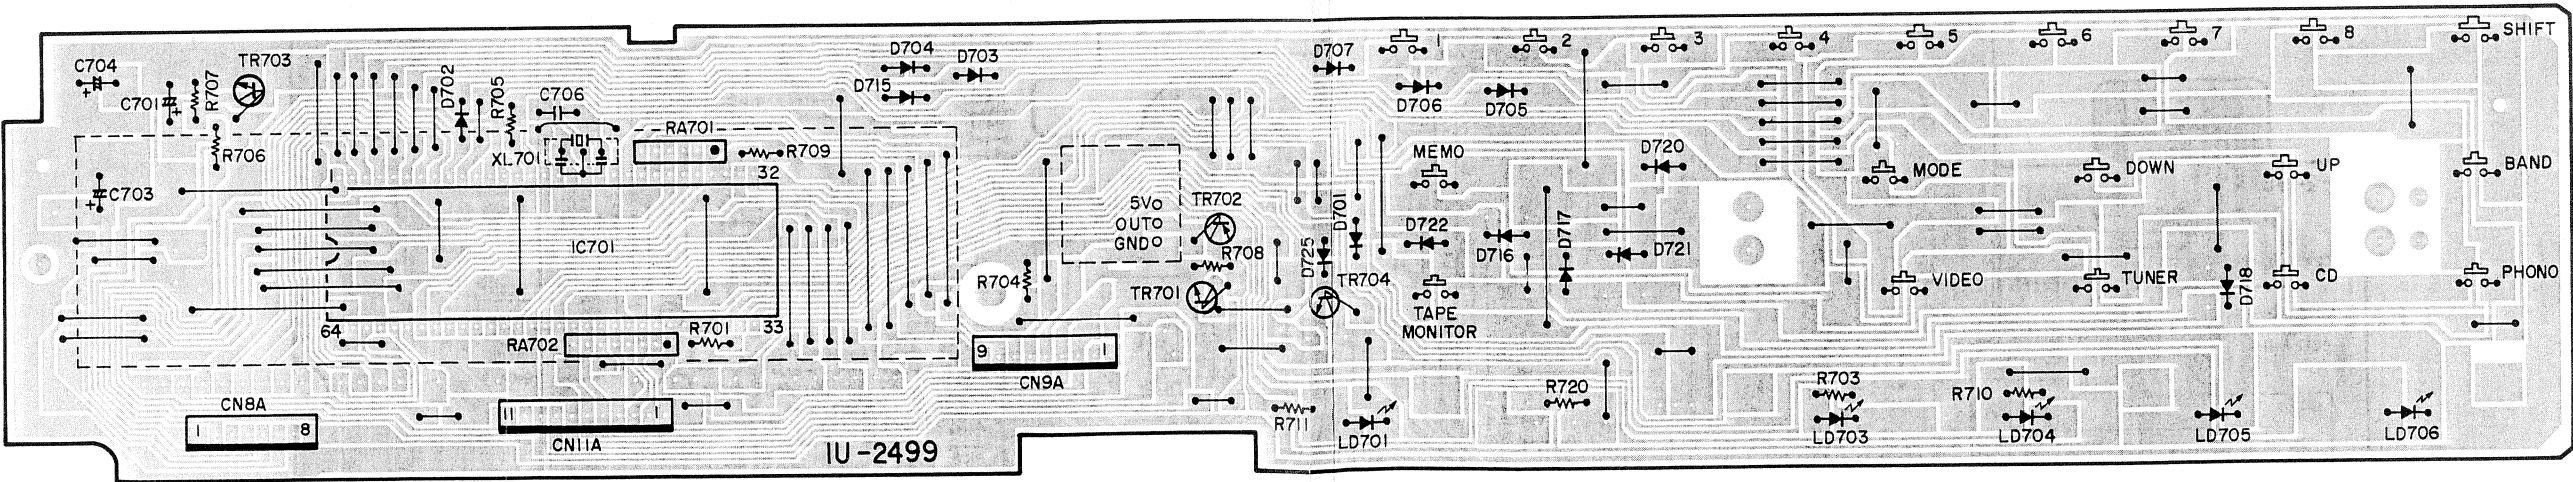 C704
C701
R707
TR703
R706
C703
D702
R705
C706
XL701
RA701
R709
32
IC701
64
33
RA702
R701
D704
D703
D715
5V
OUT
GND
R704
TR702
R708
TR701
D725
D701
TR704
9
1
CN9A
CN8A
1
8
11
1
CN11A
IU-2499
D707
1
2
3
4
5
6
7
8
SHIFT
D706
D705
MEMO
D720
MODE
DOWN
UP
BAND
D722
D716
D717
D721
TAPE
MONITOR
VIDEO
TUNER
D718
CD
PHONO
R711
LD701
R720
R703
LD703
R710
LD704
LD705
LD706